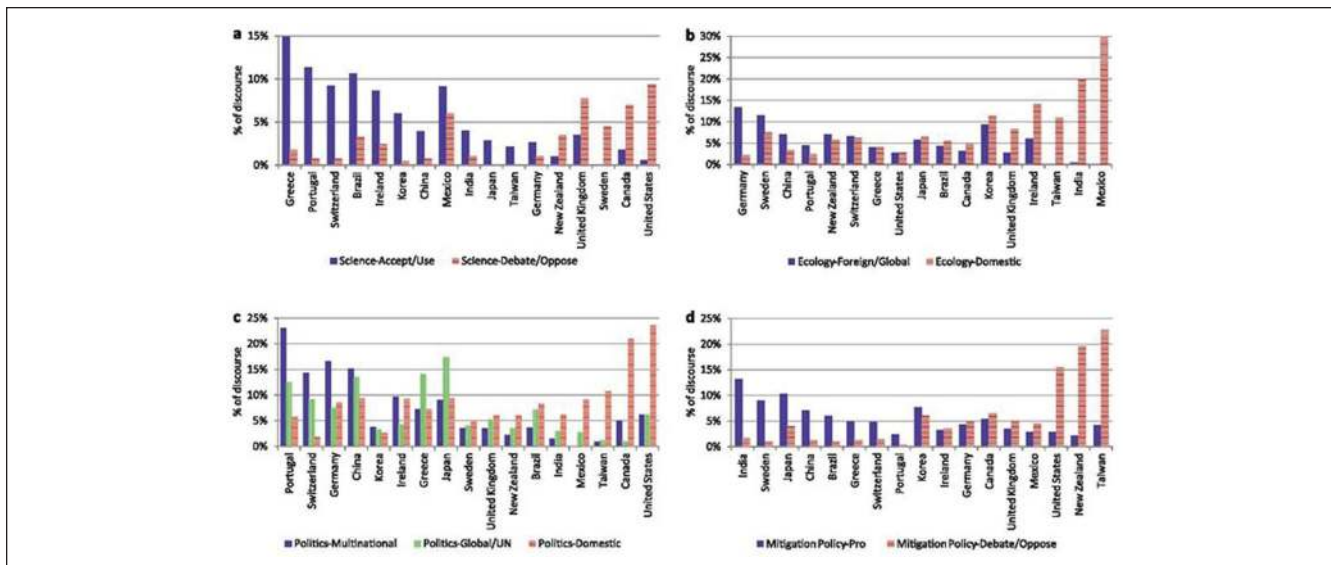 a
15%
10%
5%
0%
% of discourse
Greece
Portugal
Switzerland
Brazil
Ireland
Korea
China
Mexico
India
Japan
Taiwan
Germany
New Zealand
United Kingdom
Sweden
Canada
United States
Science-Accept/Use
Science-Debate/Oppose
b
30%
25%
20%
15%
10%
5%
0%
% of discourse
Germany
Sweden
China
Portugal
New Zealand
Switzerland
Greece
United States
Japan
Brazil
Canada
Korea
United Kingdom
Ireland
Taiwan
India
Mexico
Ecology-Foreign/Global
Ecology-Domestic
c
25%
20%
15%
10%
5%
0%
% of discourse
Portugal
Switzerland
Germany
China
Korea
Ireland
Greece
Japan
Sweden
United Kingdom
New Zealand
Brazil
India
Mexico
Taiwan
Canada
United States
Politics-Multinational
Politics-Global/UN
Politics-Domestic
d
25%
20%
15%
10%
5%
0%
% of discourse
India
Sweden
Japan
China
Brazil
Greece
Switzerland
Portugal
Korea
Ireland
Germany
Canada
United Kingdom
Mexico
United States
New Zealand
Taiwan
Mitigation Policy-Pro
Mitigation Policy-Debate/Oppose